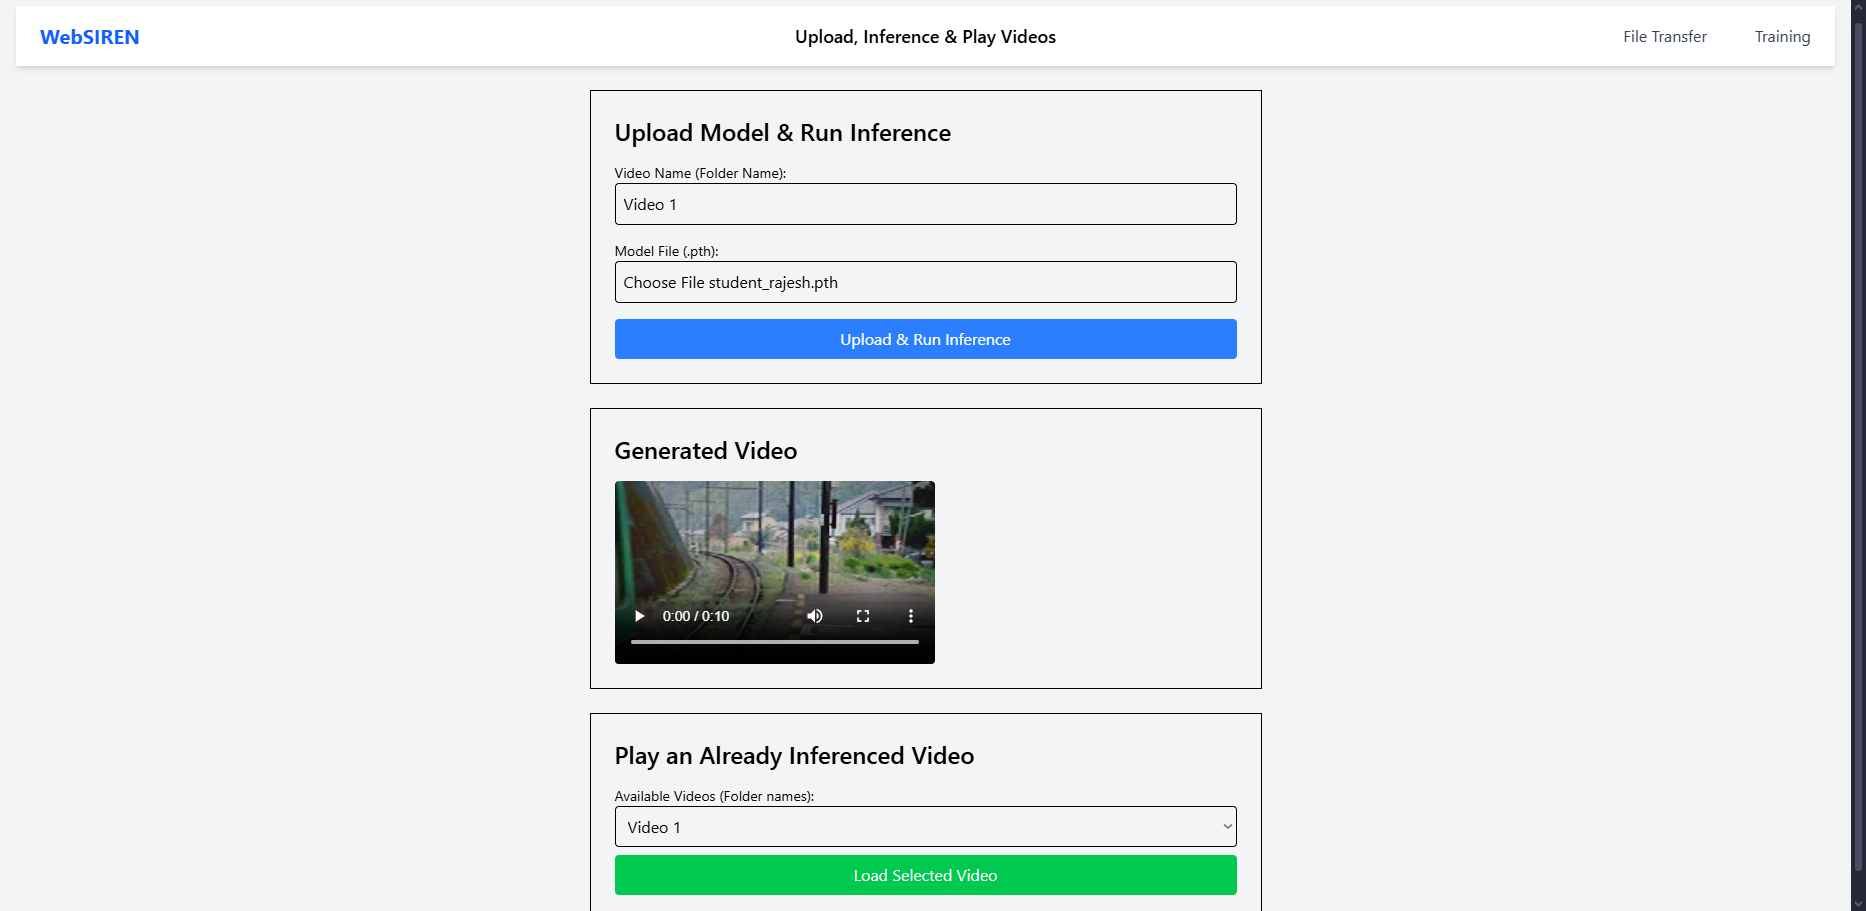 WebSIREN
Upload, Inference & Play Videos
File Transfer
Training
Upload Model & Run Inference
Video Name (Folder Name):
Video 1
Model File (.pth):
Choose File student_rajesh.pth
Upload & Run Inference
Generated Video
0:00 / 0:10
Play an Already Inferenced Video
Available Videos (Folder names):
Video 1
Load Selected Video